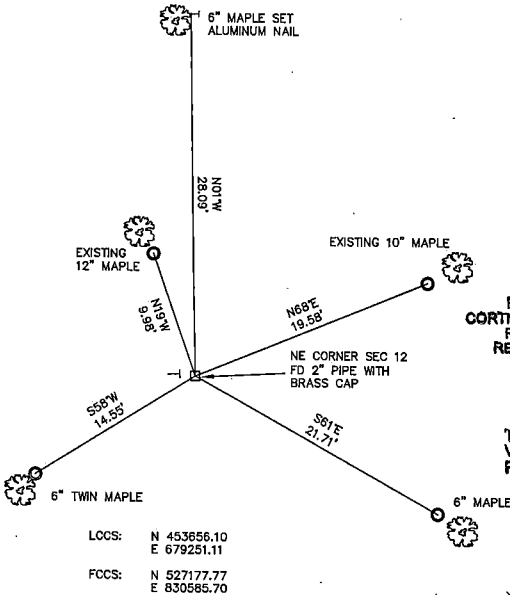 6" MAPLE SET
ALUMINUM NAIL
N01°W
28.09'
EXISTING
12" MAPLE
N19°W
9.98'
EXISTING 10" MAPLE
N68°E
19.58'
NE CORNER SEC 12
FD 2" PIPE WITH
BRASS CAP
S58°W
14.55'
S61°E
21.71'
6" TWIN MAPLE
6" MAPLE
LCCS: N 453656.10
E 679251.11
FCCS: N 527177.77
E 830585.70